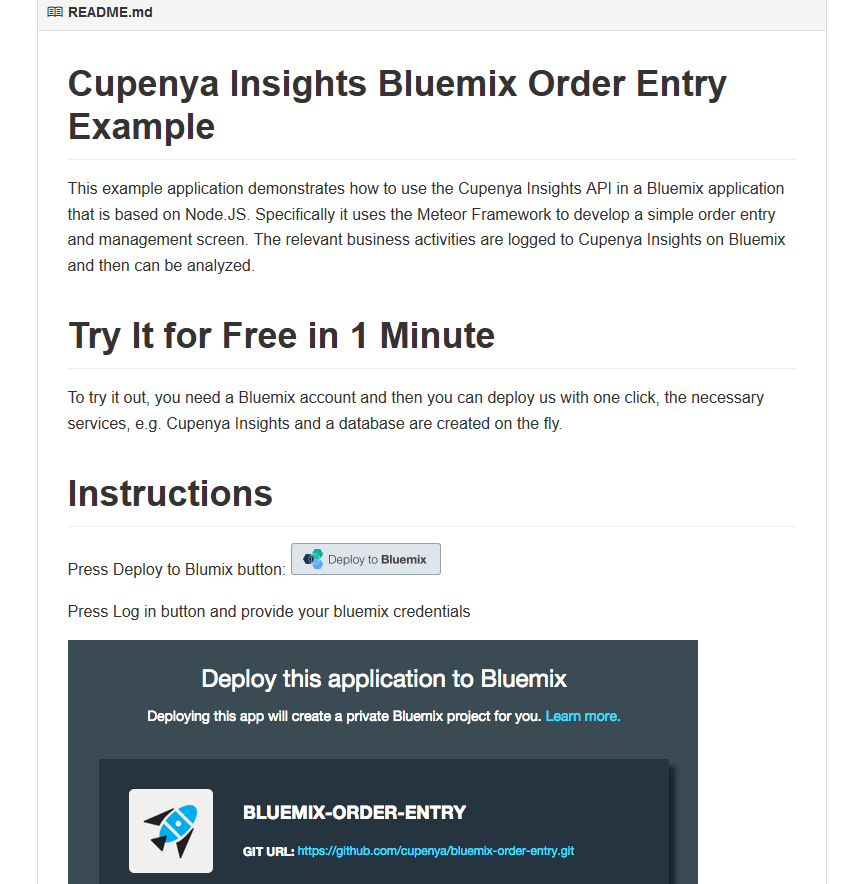 README.md
Cupenya Insights Bluemix Order Entry
Example
This example application demonstrates how to use the Cupenya Insights API in a Bluemix application
that is based on Node.JS. Specifically it uses the Meteor Framework to develop a simple order entry
and management screen. The relevant business activities are logged to Cupenya Insights on Bluemix
and then can be analyzed.
Try It for Free in 1 Minute
To try it out, you need a Bluemix account and then you can deploy us with one click, the necessary
services, e.g. Cupenya Insights and a database are created on the fly.
Instructions
Press Deploy to Blumix button: Deploy to Bluemix
Press Log in button and provide your bluemix credentials
Deploy this application to Bluemix
Deploying this app will create a private Bluemix project for you. Learn more.
BLUEMIX-ORDER-ENTRY
GIT URL: https://github.com/cupenya/bluemix-order-entry.git